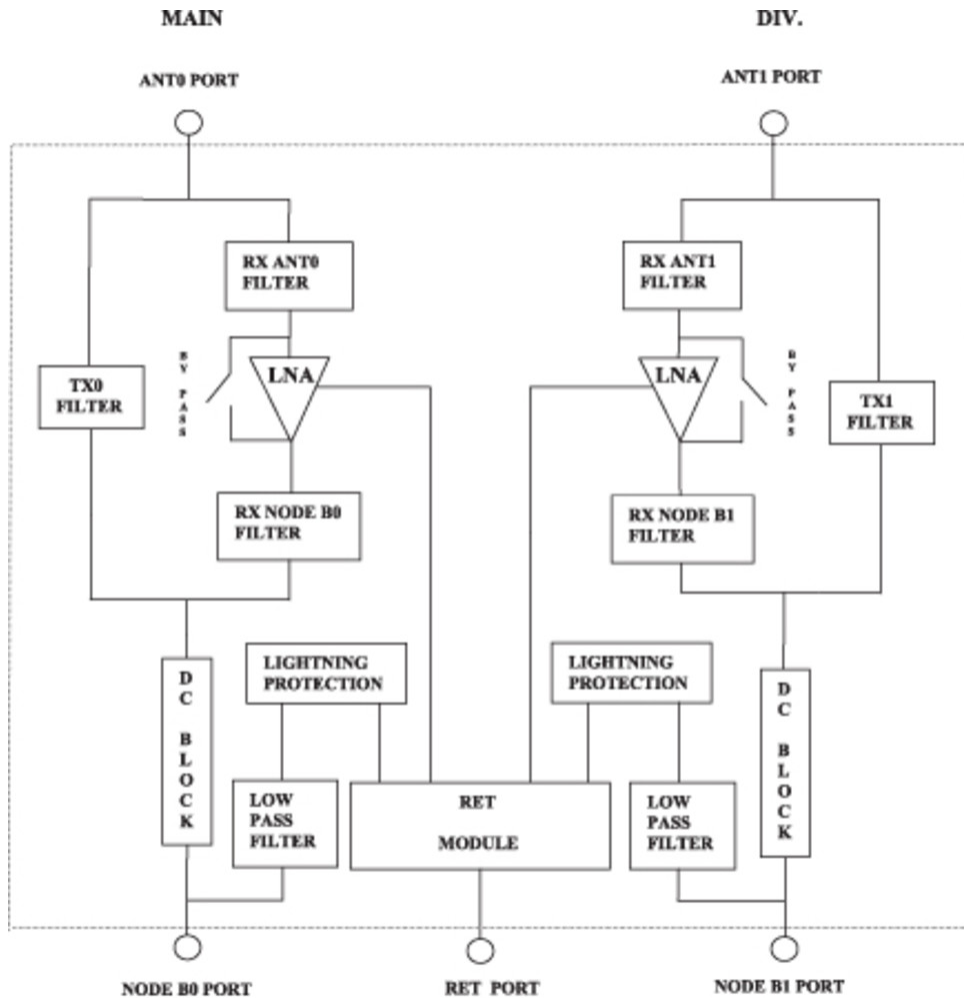 MAIN
DIV.
ANT0 PORT
ANT1 PORT
RX ANT0
FILTER
RX ANT1
FILTER
BY PASS
LNA
LNA
BY PASS
TX0
FILTER
TX1
FILTER
RX NODE B0
FILTER
RX NODE B1
FILTER
LIGHTNING
PROTECTION
LIGHTNING
PROTECTION
DC BLOCK
DC BLOCK
LOW
PASS
FILTER
RET
MODULE
LOW
PASS
FILTER
NODE B0 PORT
RET PORT
NODE B1 PORT